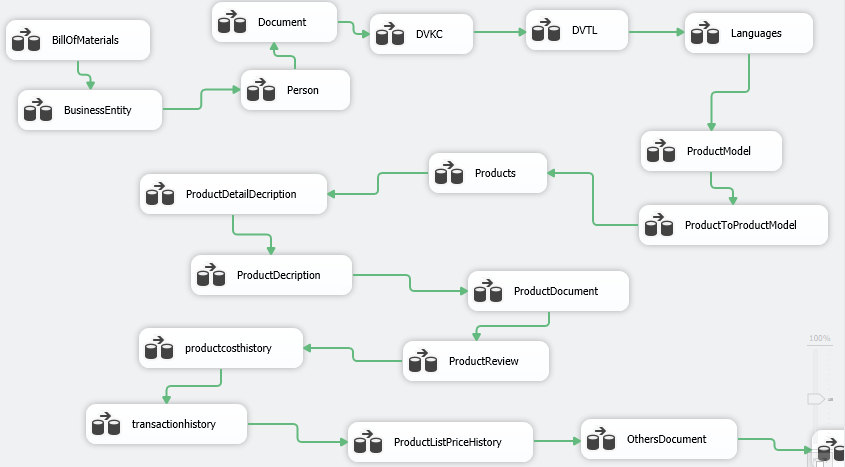 BillOfMaterials
BusinessEntity
Person
Document
DVKC
DVTL
Languages
ProductModel
ProductToProductModel
Products
ProductDetailDecription
ProductDecription
ProductDocument
ProductReview
productcosthistory
transactionhistory
ProductListPriceHistory
OthersDocument
100%